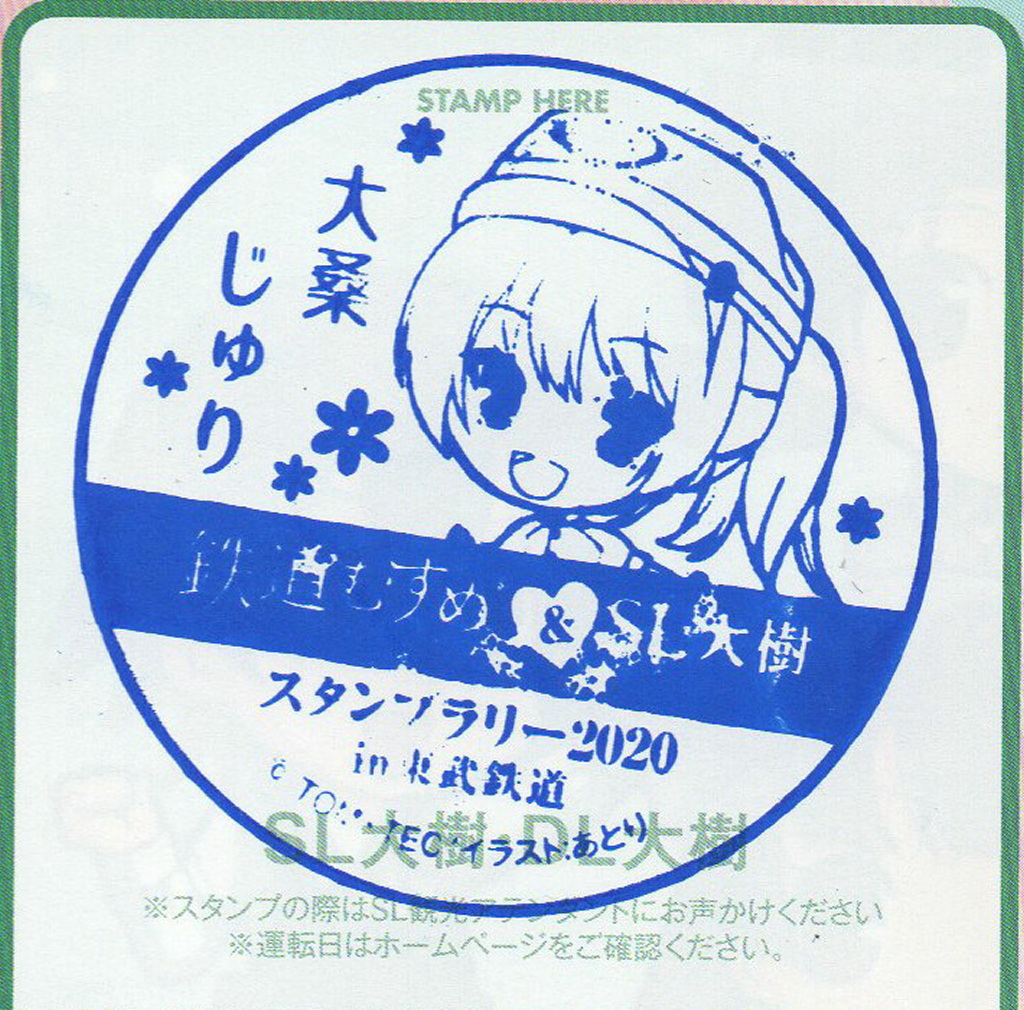 STAMP HERE
大桑
じゅり
鉄道むすめ & SL大樹
スタンプラリー2020
in 東武鉄道
© TOMYTEC/イラスト:あとり
SL大樹・DL大樹
※スタンプの際はSL観光アテンダントにお声かけください
※運転日はホームページをご確認ください。